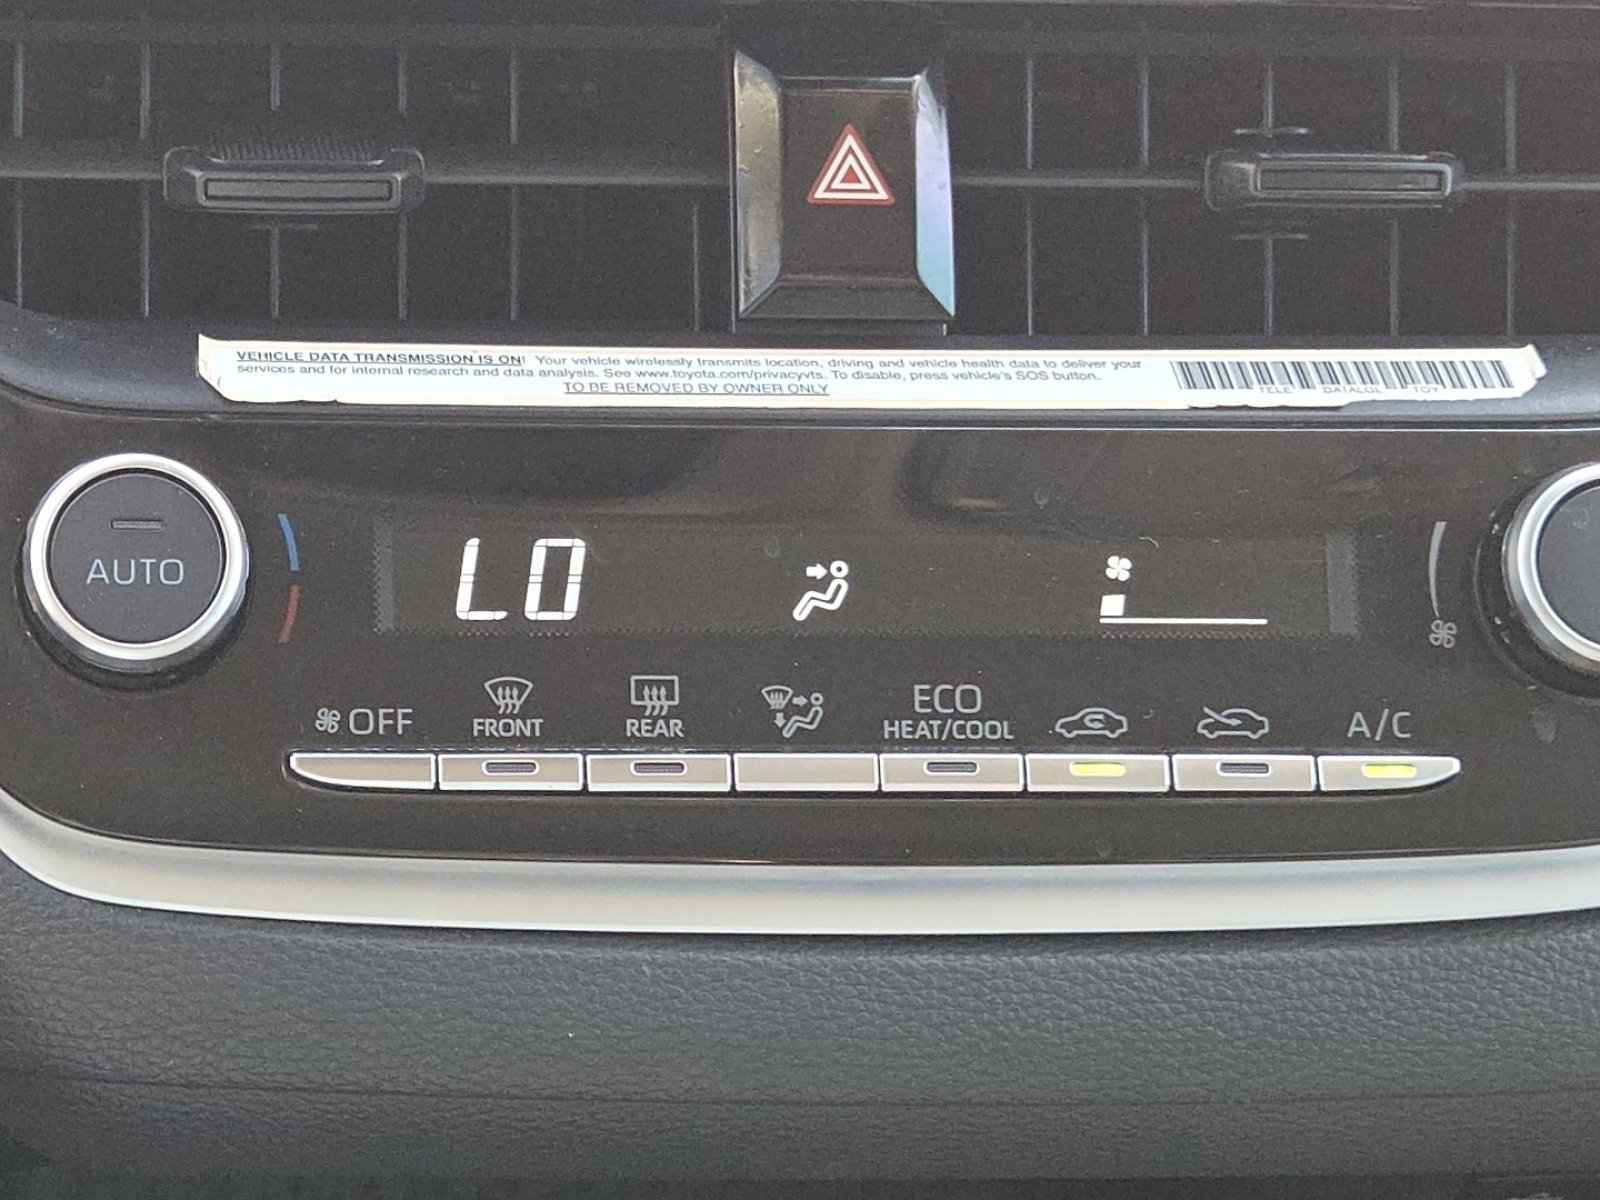 VEHICLE DATA TRANSMISSION IS ON! Your vehicle wirelessly transmits location, driving and vehicle health data to deliver your
services and for internal research and data analysis. See www.toyota.com/privacyvts. To disable, press vehicle's SOS button.
TO BE REMOVED BY OWNER ONLY
TELE DATALQL TOY
AUTO
LO
OFF
FRONT
REAR
ECO
HEAT/COOL
A/C